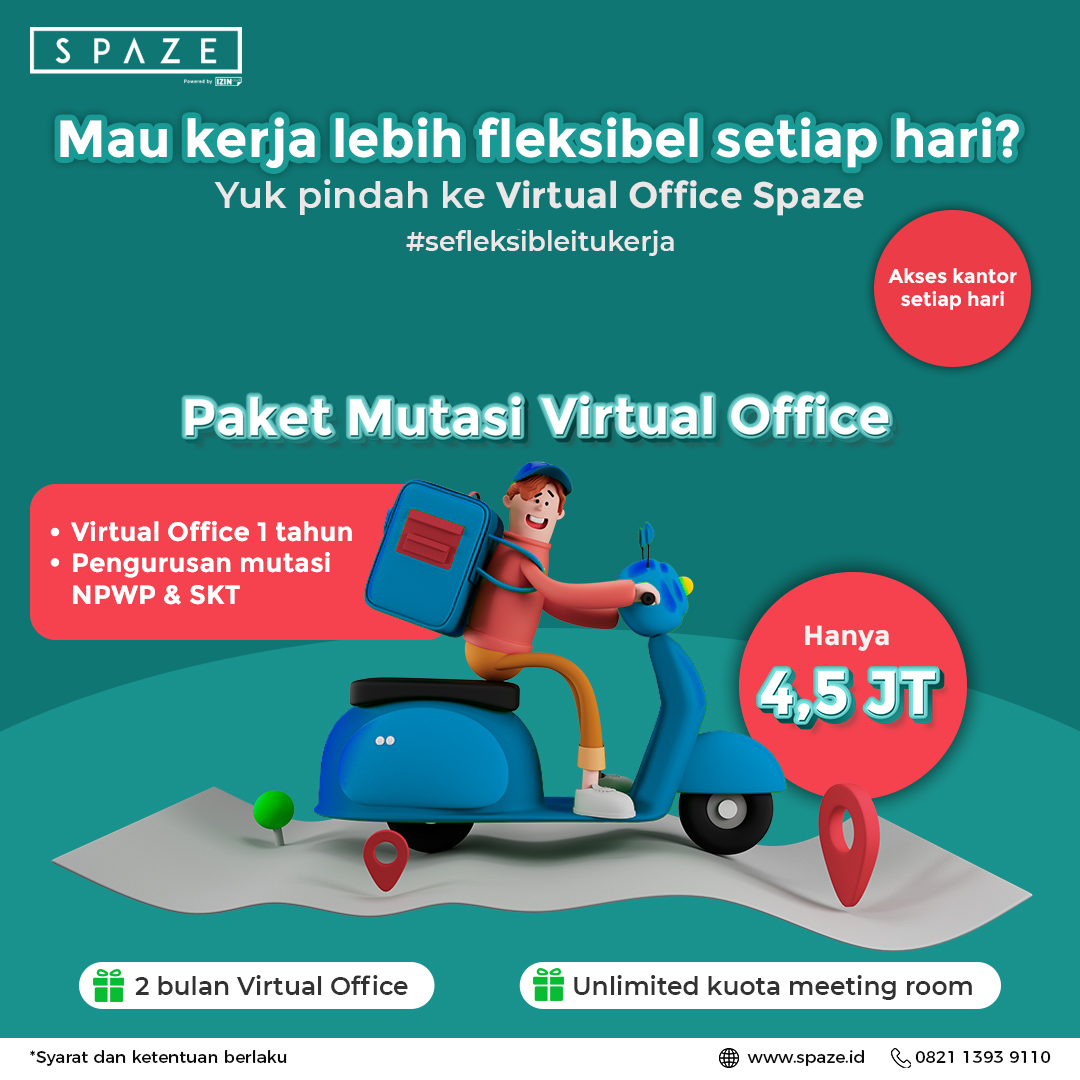 SPAZE
Powered by IZIN
Mau kerja lebih fleksibel setiap hari?
Yuk pindah ke Virtual Office Spaze
#sefleksibleitukerja
Akses kantor
setiap hari
Paket Mutasi Virtual Office
• Virtual Office 1 tahun
• Pengurusan mutasi
NPWP & SKT
Hanya
4,5 JT
2 bulan Virtual Office
Unlimited kuota meeting room
*Syarat dan ketentuan berlaku
www.spaze.id
0821 1393 9110